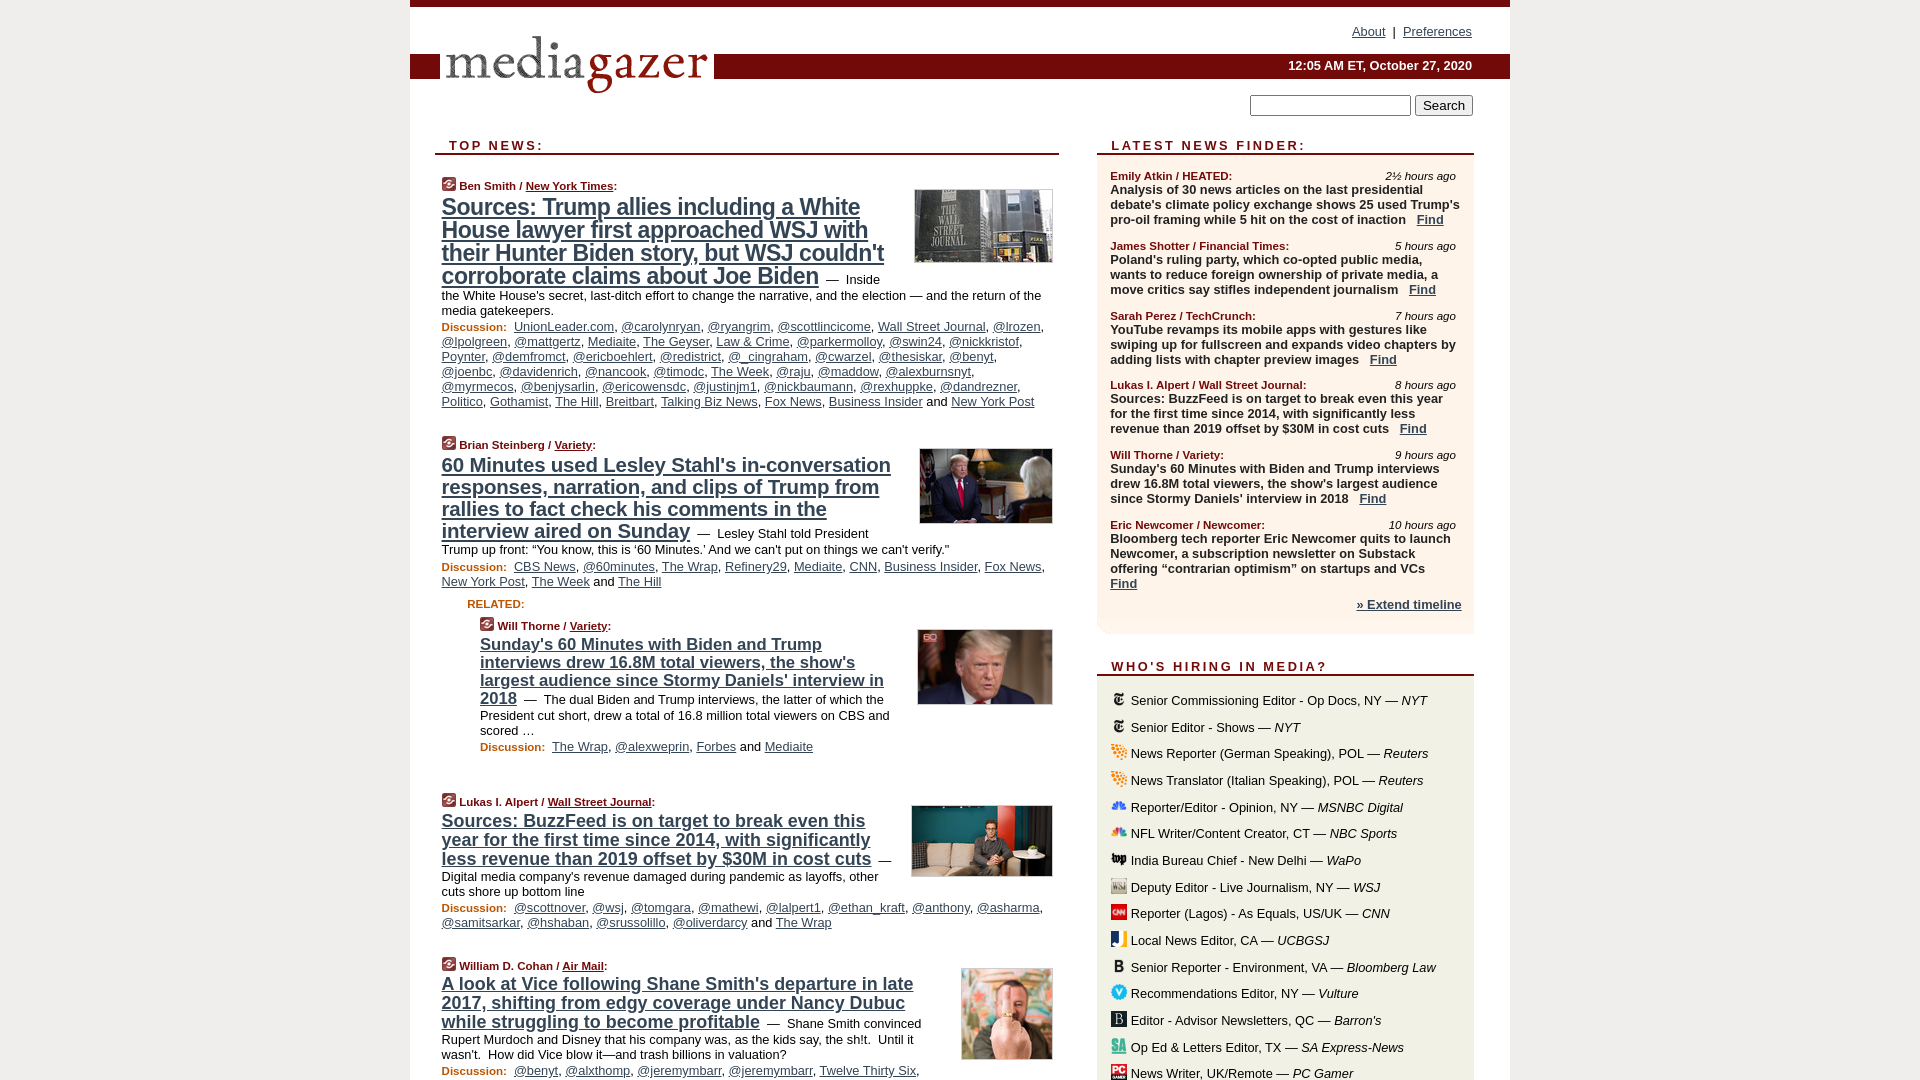 About | Preferences
mediagazer
12:05 AM ET, October 27, 2020
Search
TOP NEWS:
Ben Smith / New York Times:
Sources: Trump allies including a White
House lawyer first approached WSJ with
their Hunter Biden story, but WSJ couldn't
corroborate claims about Joe Biden — Inside
the White House's secret, last-ditch effort to change the narrative, and the election — and the return of the
media gatekeepers.
THE WALL STREET JOURNAL
Discussion: UnionLeader.com, @carolynryan, @ryangrim, @scottlincicome, Wall Street Journal, @lrozen,
@lpolgreen, @mattgertz, Mediaite, The Geyser, Law & Crime, @parkermolloy, @swin24, @nickkristof,
Poynter, @demfromct, @ericboehlert, @redistrict, @_cingraham, @cwarzel, @thesiskar, @benyt,
@joenbc, @davidenrich, @nancook, @timodc, The Week, @raju, @maddow, @alexburnsnyt,
@myrmecos, @benjysarlin, @ericowensdc, @justinjm1, @nickbaumann, @rexhuppke, @dandrezner,
Politico, Gothamist, The Hill, Breitbart, Talking Biz News, Fox News, Business Insider and New York Post
Brian Steinberg / Variety:
60 Minutes used Lesley Stahl's in-conversation
responses, narration, and clips of Trump from
rallies to fact check his comments in the
interview aired on Sunday — Lesley Stahl told President
Trump up front: “You know, this is ‘60 Minutes.’ And we can't put on things we can't verify."
Discussion: CBS News, @60minutes, The Wrap, Refinery29, Mediaite, CNN, Business Insider, Fox News,
New York Post, The Week and The Hill
RELATED:
Will Thorne / Variety:
Sunday's 60 Minutes with Biden and Trump
interviews drew 16.8M total viewers, the show's
largest audience since Stormy Daniels' interview in
2018 — The dual Biden and Trump interviews, the latter of which the
President cut short, drew a total of 16.8 million total viewers on CBS and
scored …
60
Discussion: The Wrap, @alexweprin, Forbes and Mediaite
Lukas I. Alpert / Wall Street Journal:
Sources: BuzzFeed is on target to break even this
year for the first time since 2014, with significantly
less revenue than 2019 offset by $30M in cost cuts —
Digital media company's revenue damaged during pandemic as layoffs, other
cuts shore up bottom line
Discussion: @scottnover, @wsj, @tomgara, @mathewi, @lalpert1, @ethan_kraft, @anthony, @asharma,
@samitsarkar, @hshaban, @srussolillo, @oliverdarcy and The Wrap
William D. Cohan / Air Mail:
A look at Vice following Shane Smith's departure in late
2017, shifting from edgy coverage under Nancy Dubuc
while struggling to become profitable — Shane Smith convinced
Rupert Murdoch and Disney that his company was, as the kids say, the sh!t. Until it
wasn't. How did Vice blow it—and trash billions in valuation?
Discussion: @benyt, @alxthomp, @jeremymbarr, @jeremymbarr, Twelve Thirty Six,
LATEST NEWS FINDER:
Emily Atkin / HEATED: 2½ hours ago
Analysis of 30 news articles on the last presidential
debate's climate policy exchange shows 25 used Trump's
pro-oil framing while 5 hit on the cost of inaction Find
James Shotter / Financial Times: 5 hours ago
Poland's ruling party, which co-opted public media,
wants to reduce foreign ownership of private media, a
move critics say stifles independent journalism Find
Sarah Perez / TechCrunch: 7 hours ago
YouTube revamps its mobile apps with gestures like
swiping up for fullscreen and expands video chapters by
adding lists with chapter preview images Find
Lukas I. Alpert / Wall Street Journal: 8 hours ago
Sources: BuzzFeed is on target to break even this year
for the first time since 2014, with significantly less
revenue than 2019 offset by $30M in cost cuts Find
Will Thorne / Variety: 9 hours ago
Sunday's 60 Minutes with Biden and Trump interviews
drew 16.8M total viewers, the show's largest audience
since Stormy Daniels' interview in 2018 Find
Eric Newcomer / Newcomer: 10 hours ago
Bloomberg tech reporter Eric Newcomer quits to launch
Newcomer, a subscription newsletter on Substack
offering “contrarian optimism” on startups and VCs
Find
» Extend timeline
WHO'S HIRING IN MEDIA?
Senior Commissioning Editor - Op Docs, NY — NYT
Senior Editor - Shows — NYT
News Reporter (German Speaking), POL — Reuters
News Translator (Italian Speaking), POL — Reuters
Reporter/Editor - Opinion, NY — MSNBC Digital
NFL Writer/Content Creator, CT — NBC Sports
wp India Bureau Chief - New Delhi — WaPo
WSJ Deputy Editor - Live Journalism, NY — WSJ
CNN Reporter (Lagos) - As Equals, US/UK — CNN
Local News Editor, CA — UCBGSJ
B Senior Reporter - Environment, VA — Bloomberg Law
V Recommendations Editor, NY — Vulture
B Editor - Advisor Newsletters, QC — Barron's
SA Op Ed & Letters Editor, TX — SA Express-News
PC GAMER News Writer, UK/Remote — PC Gamer